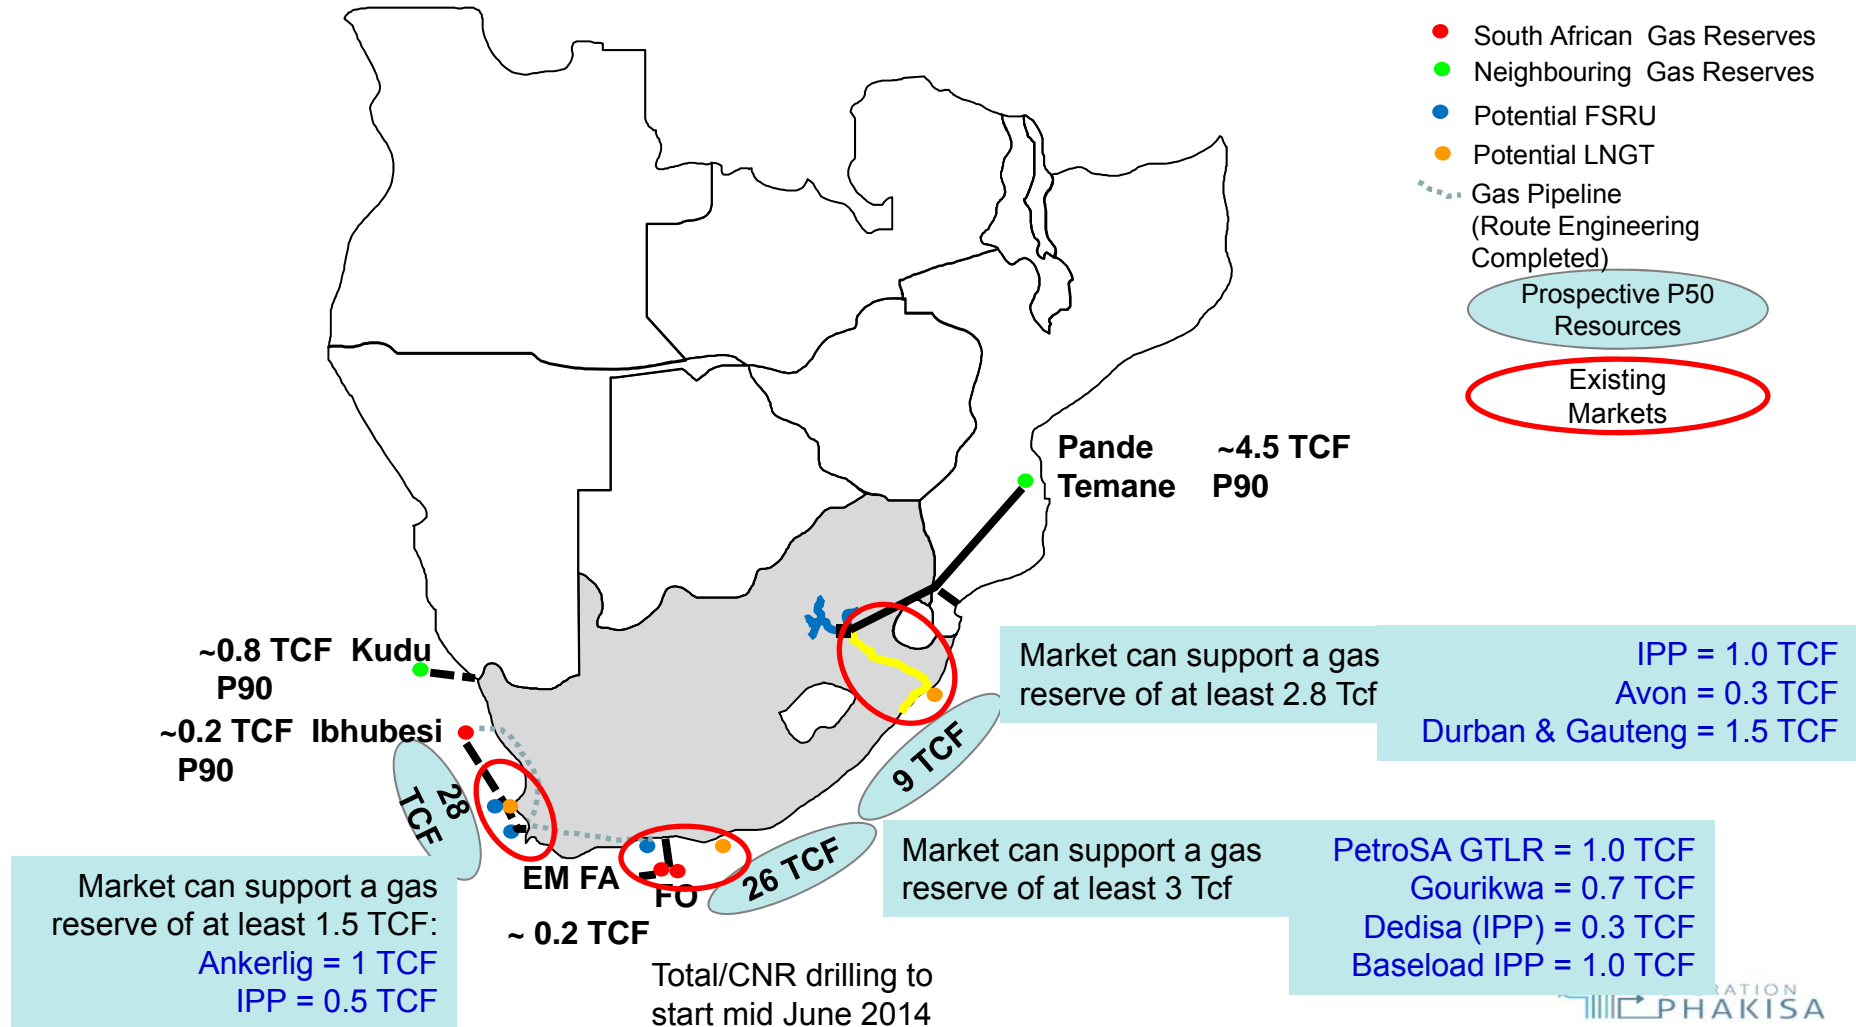 South African Gas Reserves
Neighbouring Gas Reserves
Potential FSRU
Potential LNGT
Gas Pipeline
(Route Engineering
Completed)
Prospective P50
Resources
Existing
Markets
Pande ~4.5 TCF
Temane P90
~0.8 TCF Kudu
P90
~0.2 TCF Ibhubesi
P90
28
TCF
9 TCF
26 TCF
EM FA
FO
~ 0.2 TCF
Market can support a gas
reserve of at least 2.8 Tcf
IPP = 1.0 TCF
Avon = 0.3 TCF
Durban & Gauteng = 1.5 TCF
Market can support a gas
reserve of at least 3 Tcf
PetroSA GTLR = 1.0 TCF
Gourikwa = 0.7 TCF
Dedisa (IPP) = 0.3 TCF
Baseload IPP = 1.0 TCF
Market can support a gas
reserve of at least 1.5 TCF:
Ankerlig = 1 TCF
IPP = 0.5 TCF
Total/CNR drilling to
start mid June 2014
PHAKISA